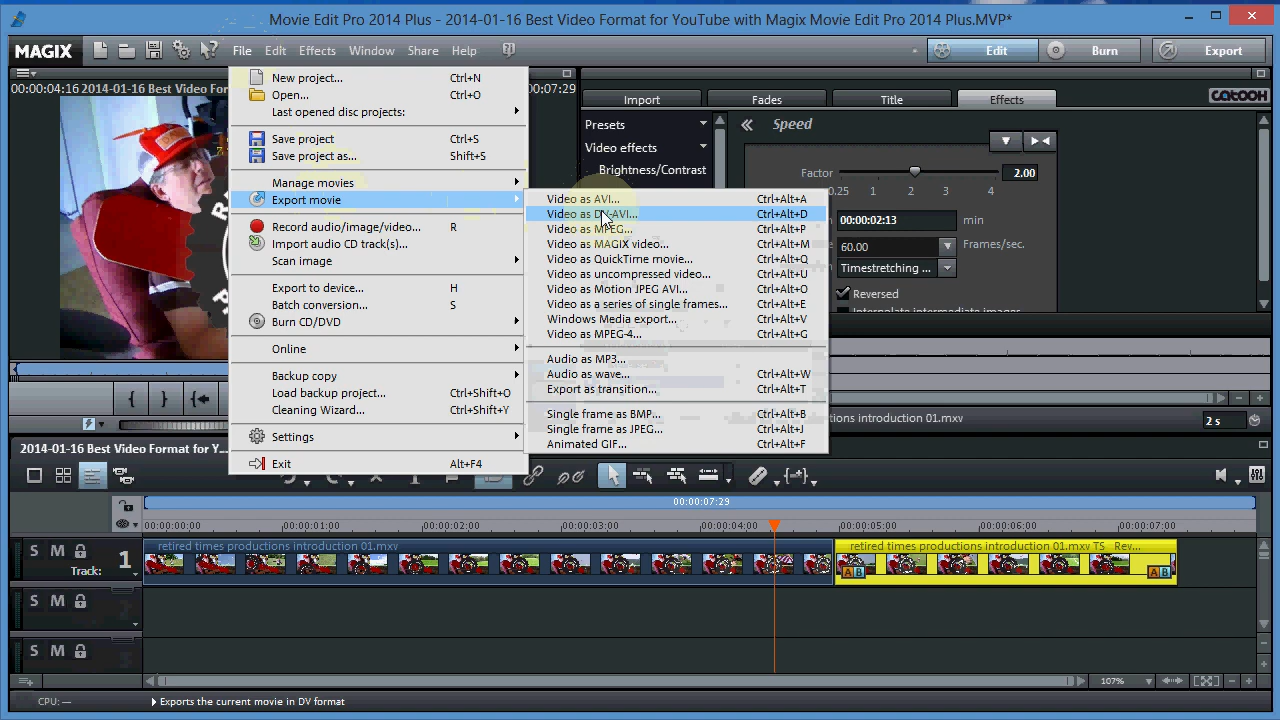 Movie Edit Pro 2014 Plus - 2014-01-16 Best Video Format for YouTube with Magix Movie Edit Pro 2014 Plus.MVP*
MAGIX
File Edit Effects Window Share Help
Edit Burn Export
00:00:04:16 2014-01-16 Best Video For
00:07:29
New project... Ctrl+N
Open... Ctrl+O
Last opened disc projects:
Save project Ctrl+S
Save project as... Shift+S
Manage movies
Export movie
Record audio/image/video... R
Import audio CD track(s)...
Scan image
Export to device... H
Batch conversion... S
Burn CD/DVD
Online
Backup copy
Load backup project... Ctrl+Shift+O
Cleaning Wizard... Ctrl+Shift+Y
Settings
Exit Alt+F4
Video as AVI... Ctrl+Alt+A
Video as DV-AVI... Ctrl+Alt+D
Video as MPEG... Ctrl+Alt+P
Video as MAGIX video... Ctrl+Alt+M
Video as QuickTime movie... Ctrl+Alt+Q
Video as uncompressed video... Ctrl+Alt+U
Video as Motion JPEG AVI... Ctrl+Alt+O
Video as a series of single frames... Ctrl+Alt+E
Windows Media export... Ctrl+Alt+V
Video as MPEG-4... Ctrl+Alt+G
Audio as MP3...
Audio as wave... Ctrl+Alt+W
Export as transition... Ctrl+Alt+T
Single frame as BMP... Ctrl+Alt+B
Single frame as JPEG... Ctrl+Alt+J
Animated GIF... Ctrl+Alt+F
Import Fades Title Effects
CATOOH
Presets
Video effects
Brightness/Contrast
Speed
Factor 2.00
0.25 1 2 3 4
00:00:02:13 min
60.00 Frames/sec.
Timestretching ...
Reversed
Interpolate intermediate images
tions introduction 01.mxv
2 s
2014-01-16 Best Video Format for Y...
00:00:07:29
00:00:00:00 00:00:01:00 00:00:02:00 00:00:03:00 00:00:04:00 00:00:05:00 00:00:06:00 00:00:07:00
S M 1
Track:
retired times productions introduction 01.mxv
retired times productions introduction 01.mxv TS Rev...
A B
A B
S M
S M
107%
CPU: —
Exports the current movie in DV format